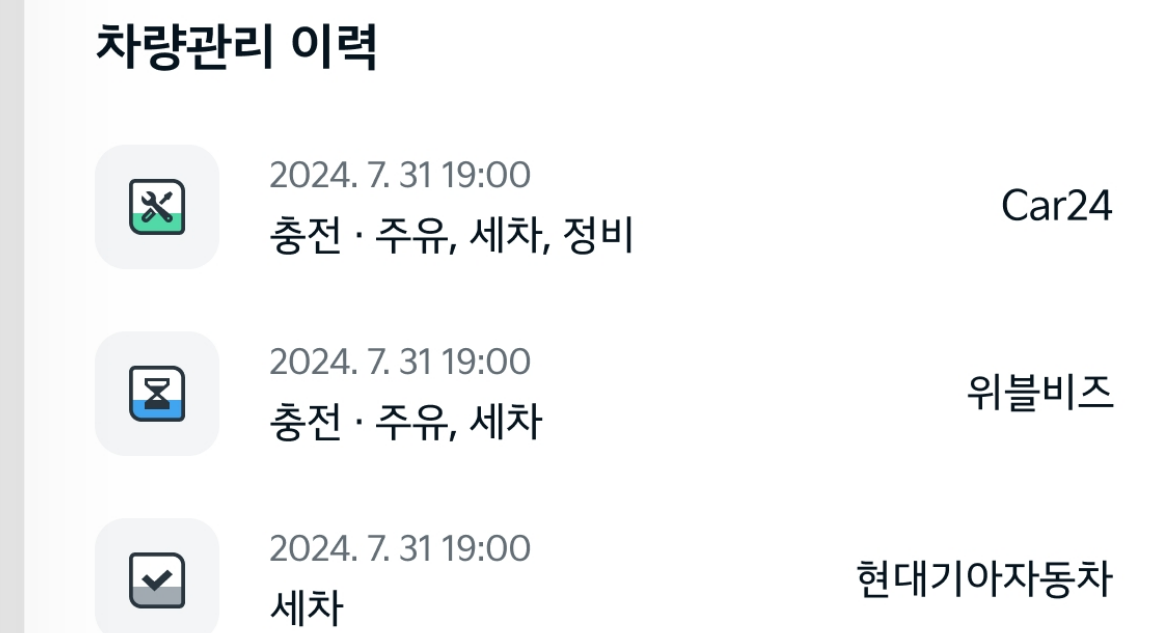 차량관리 이력
2024. 7. 31 19:00
충전 · 주유, 세차, 정비
Car24
2024. 7. 31 19:00
충전 · 주유, 세차
위블비즈
2024. 7. 31 19:00
세차
현대기아자동차